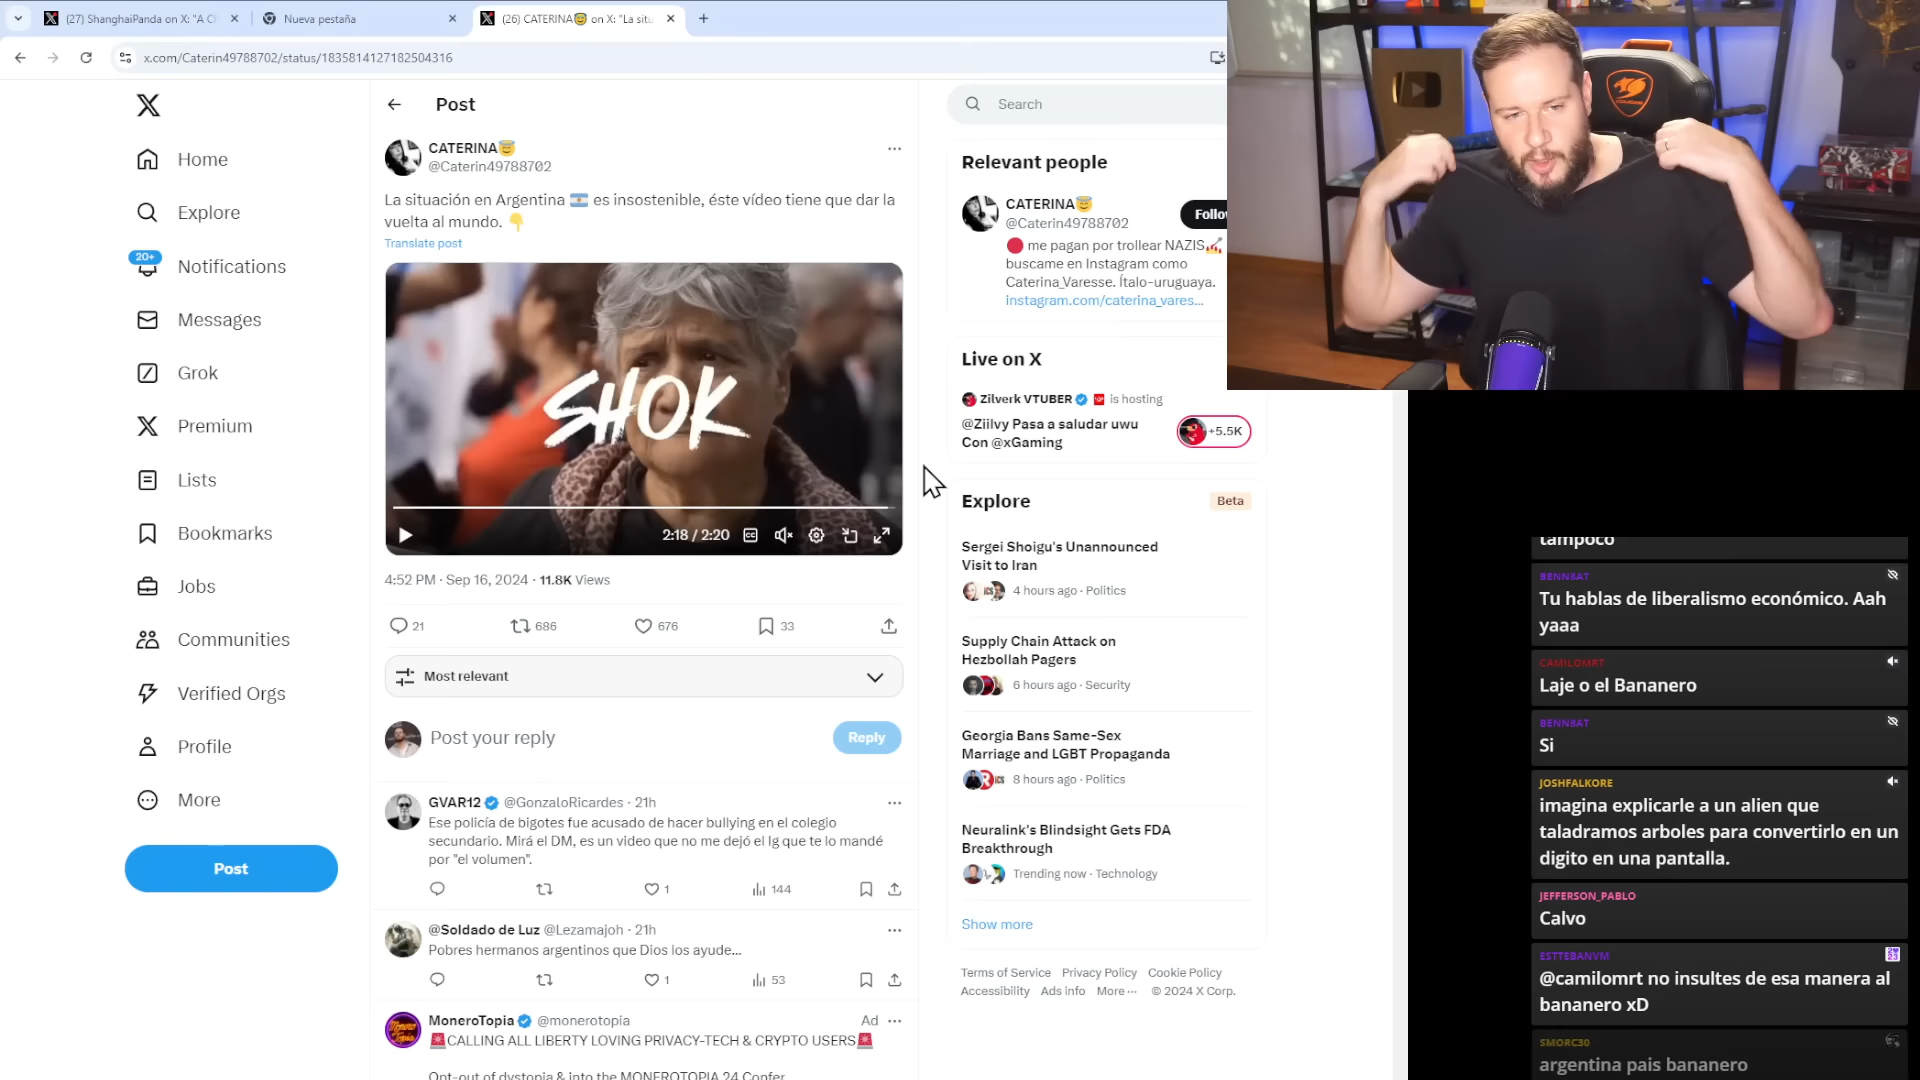 (27) ShanghaiPanda on X: "A Ch
Nueva pestaña
(26) CATERINA😇 on X: "La situ
x.com/Caterin49788702/status/1835814127182504316
Home
Explore
20+
Notifications
Messages
Grok
Premium
Lists
Bookmarks
Jobs
Communities
Verified Orgs
Profile
More
Post
Post
CATERINA😇
@Caterin49788702
La situación en Argentina 🇦🇷 es insostenible, éste vídeo tiene que dar la
vuelta al mundo. 👇
Translate post
SHOK
2:18 / 2:20
4:52 PM · Sep 16, 2024 · 11.8K Views
21 686 676 33
Most relevant
Post your reply
Reply
GVAR12 @GonzaloRicardes · 21h
Ese policía de bigotes fue acusado de hacer bullying en el colegio
secundario. Mirá el DM, es un video que no me dejó el Ig que te lo mandé
por "el volumen".
1 144
@Soldado de Luz @Lezamajoh · 21h
Pobres hermanos argentinos que Dios los ayude...
1 53
MoneroTopia @monerotopia Ad
🚨CALLING ALL LIBERTY LOVING PRIVACY-TECH & CRYPTO USERS🚨
Opt-out of dystopia & into the MONEROTOPIA 24 Confer
Search
Relevant people
CATERINA😇
@Caterin49788702
Follow
🔴 me pagan por trollear NAZIS
buscame en Instagram como
Caterina_Varesse. Ítalo-uruguaya.
instagram.com/caterina_vares...
Live on X
Zilverk VTUBER is hosting
@Ziilvy Pasa a saludar uwu
Con @xGaming
+5.5K
Explore
Beta
Sergei Shoigu's Unannounced
Visit to Iran
4 hours ago · Politics
Supply Chain Attack on
Hezbollah Pagers
6 hours ago · Security
Georgia Bans Same-Sex
Marriage and LGBT Propaganda
8 hours ago · Politics
Neuralink's Blindsight Gets FDA
Breakthrough
Trending now · Technology
Show more
Terms of Service Privacy Policy Cookie Policy
Accessibility Ads info More ··· © 2024 X Corp.
COUGAR
tampoco
BENN8AT
Tu hablas de liberalismo económico. Aah
yaaa
CAMILOMRT
Laje o el Bananero
BENN8AT
Si
JOSHFALKORE
imagina explicarle a un alien que
taladramos arboles para convertirlo en un
digito en una pantalla.
JEFFERSON_PABLO
Calvo
ESTTEBANVM
@camilomrt no insultes de esa manera al
bananero xD
SMORC30
argentina pais bananero